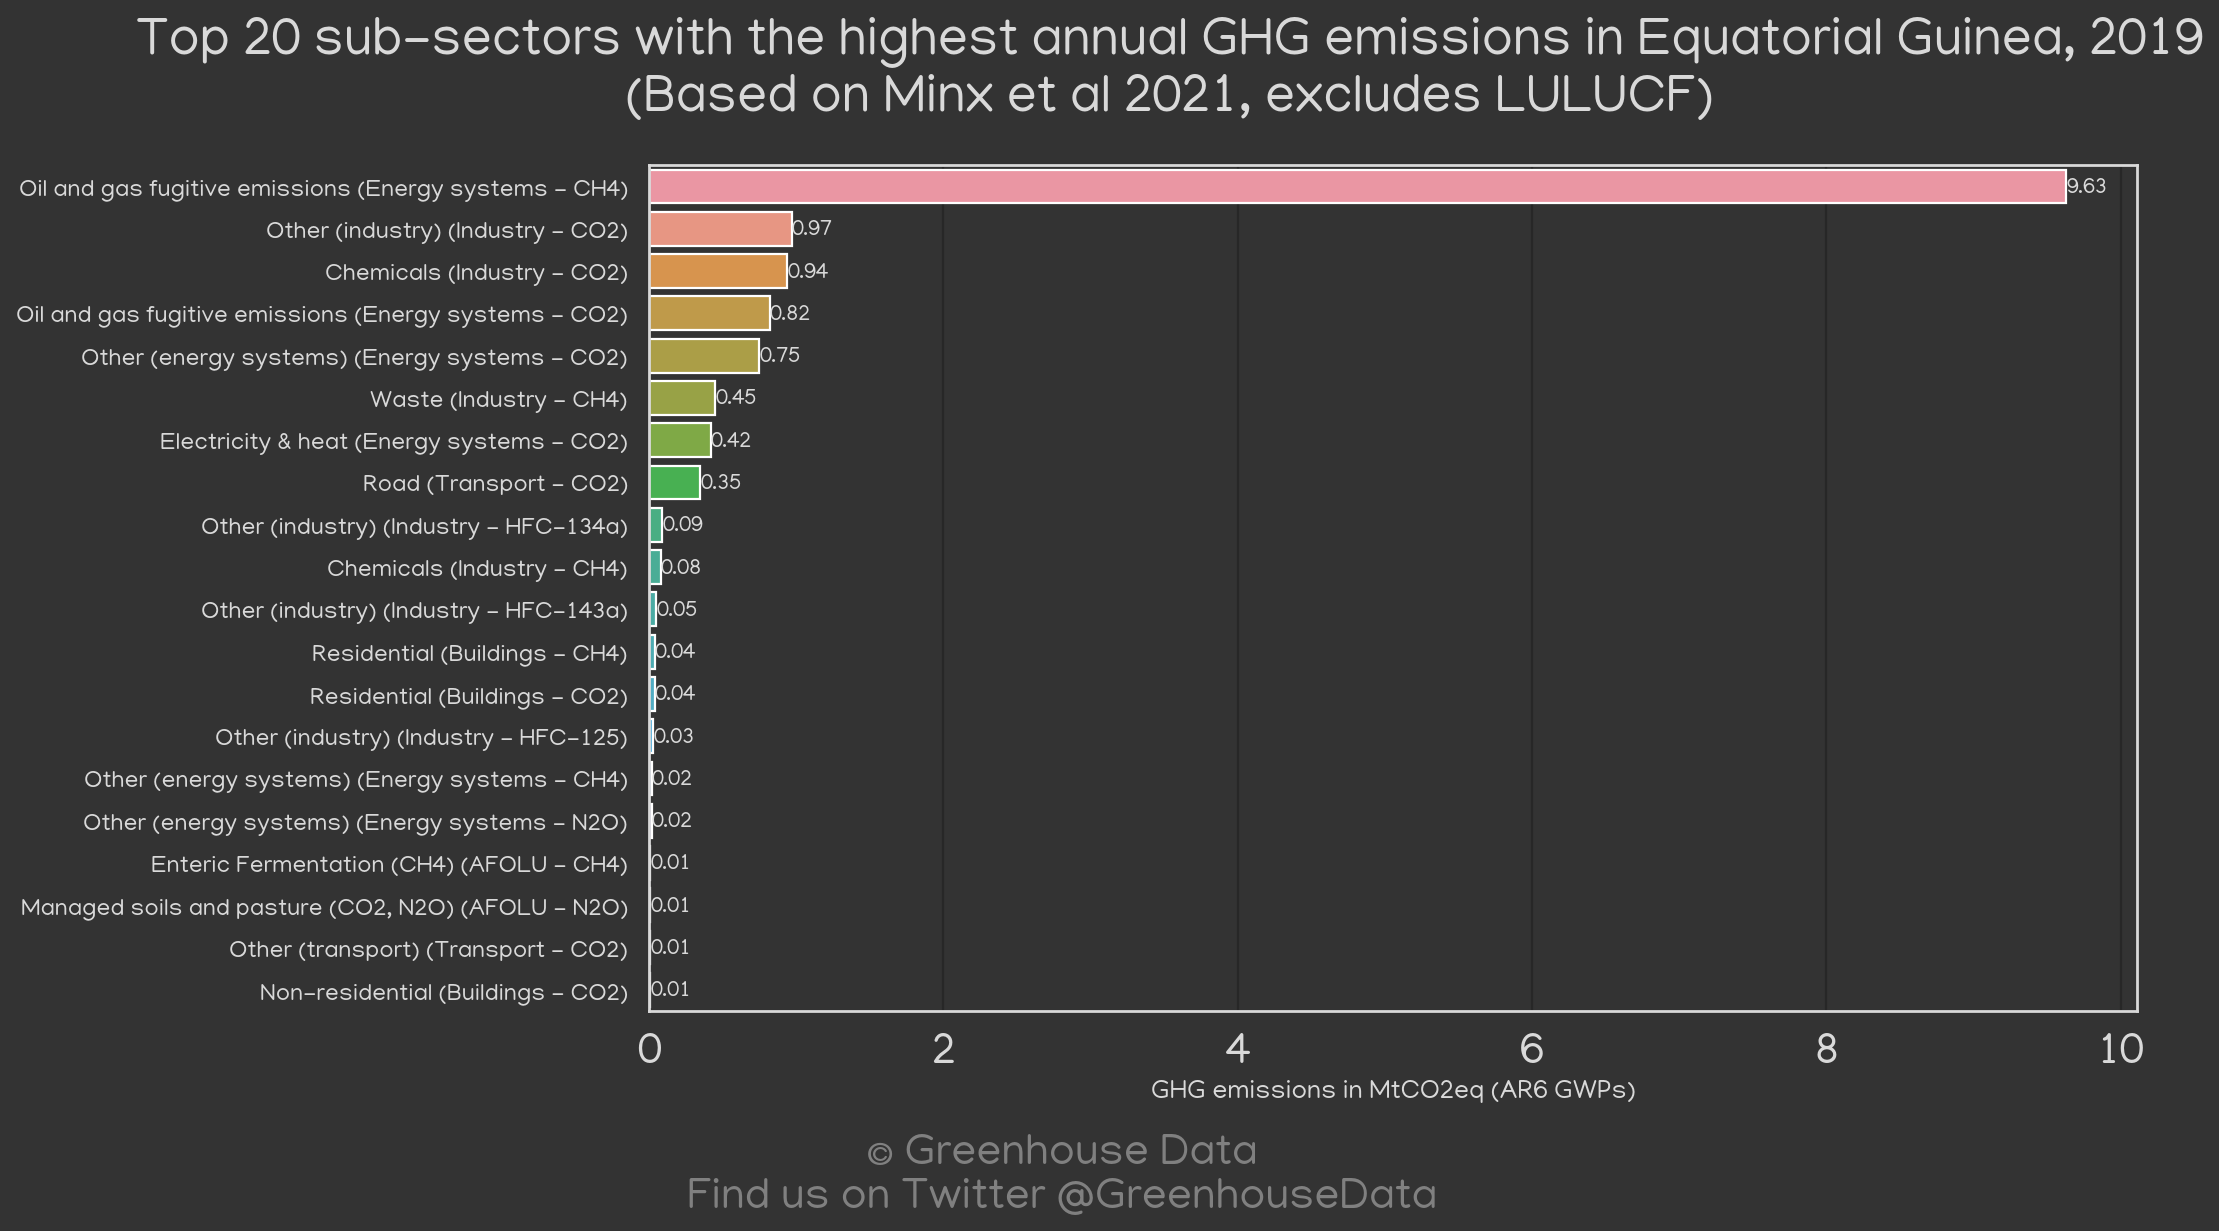 Top 20 sub-sectors with the highest annual GHG emissions in Equatorial Guinea, 2019
(Based on Minx et al 2021, excludes LULUCF)
Oil and gas fugitive emissions (Energy systems - CH4) 9.63
Other (industry) (Industry - CO2) 0.97
Chemicals (Industry - CO2) 0.94
Oil and gas fugitive emissions (Energy systems - CO2) 0.82
Other (energy systems) (Energy systems - CO2) 0.75
Waste (Industry - CH4) 0.45
Electricity & heat (Energy systems - CO2) 0.42
Road (Transport - CO2) 0.35
Other (industry) (Industry - HFC-134a) 0.09
Chemicals (Industry - CH4) 0.08
Other (industry) (Industry - HFC-143a) 0.05
Residential (Buildings - CH4) 0.04
Residential (Buildings - CO2) 0.04
Other (industry) (Industry - HFC-125) 0.03
Other (energy systems) (Energy systems - CH4) 0.02
Other (energy systems) (Energy systems - N2O) 0.02
Enteric Fermentation (CH4) (AFOLU - CH4) 0.01
Managed soils and pasture (CO2, N2O) (AFOLU - N2O) 0.01
Other (transport) (Transport - CO2) 0.01
Non-residential (Buildings - CO2) 0.01
0 2 4 6 8 10
GHG emissions in MtCO2eq (AR6 GWPs)
© Greenhouse Data
Find us on Twitter @GreenhouseData